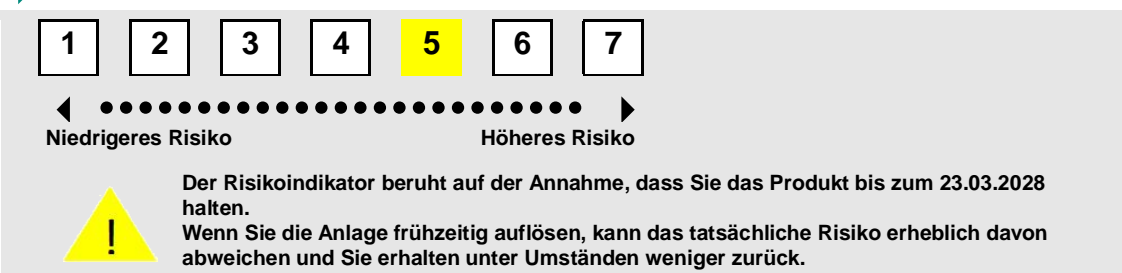 1 2 3 4 5 6 7
Niedrigeres Risiko Höheres Risiko
Der Risikoindikator beruht auf der Annahme, dass Sie das Produkt bis zum 23.03.2028
halten.
Wenn Sie die Anlage frühzeitig auflösen, kann das tatsächliche Risiko erheblich davon
abweichen und Sie erhalten unter Umständen weniger zurück.
!